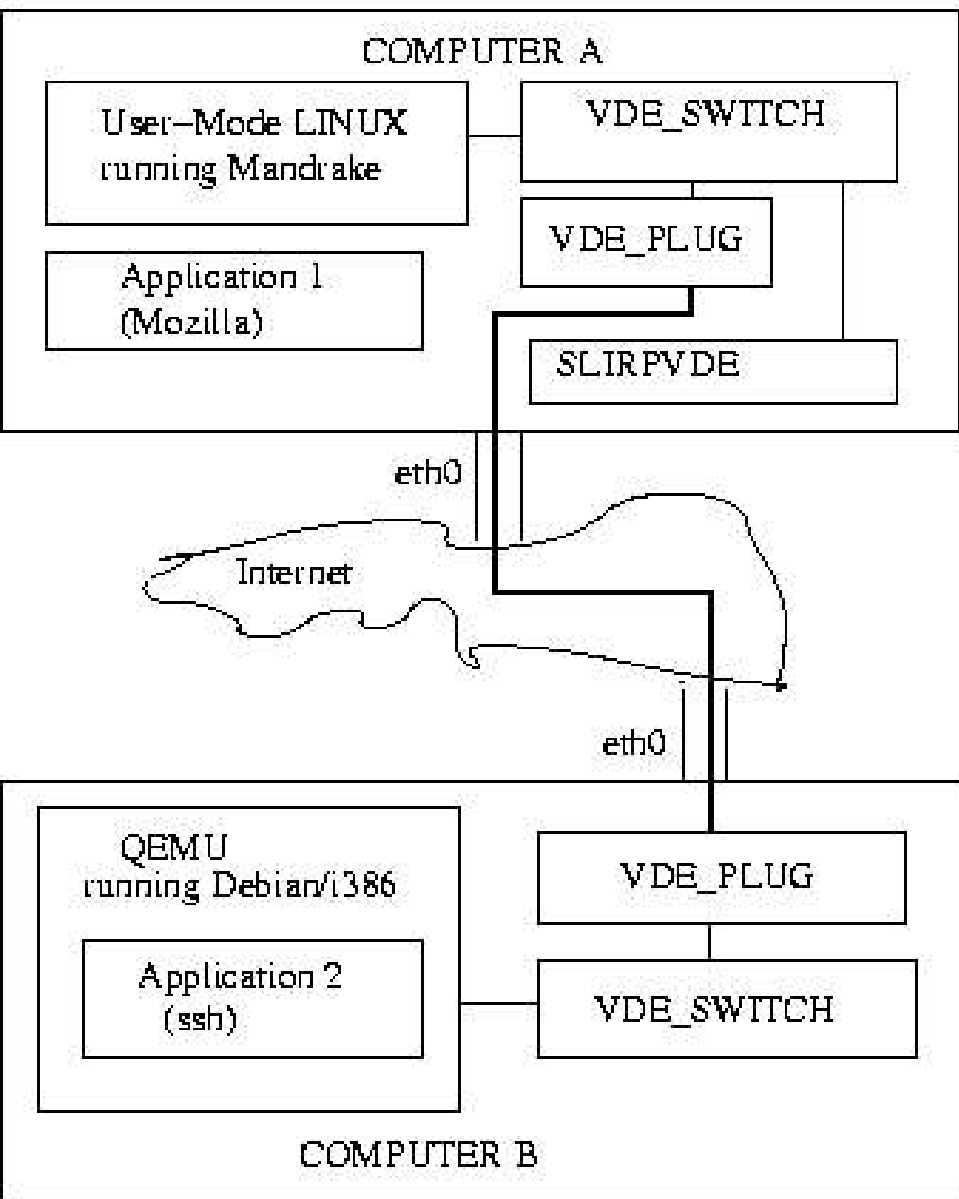 COMPUTER A
User-Mode LINUX
running Mandrake
VDE_SWITCH
VDE_PLUG
Application 1
(Mozilla)
SLIRPVDE
eth0
Internet
eth0
QEMU
running Debian/i386
VDE_PLUG
Application 2
(ssh)
VDE_SWITCH
COMPUTER B